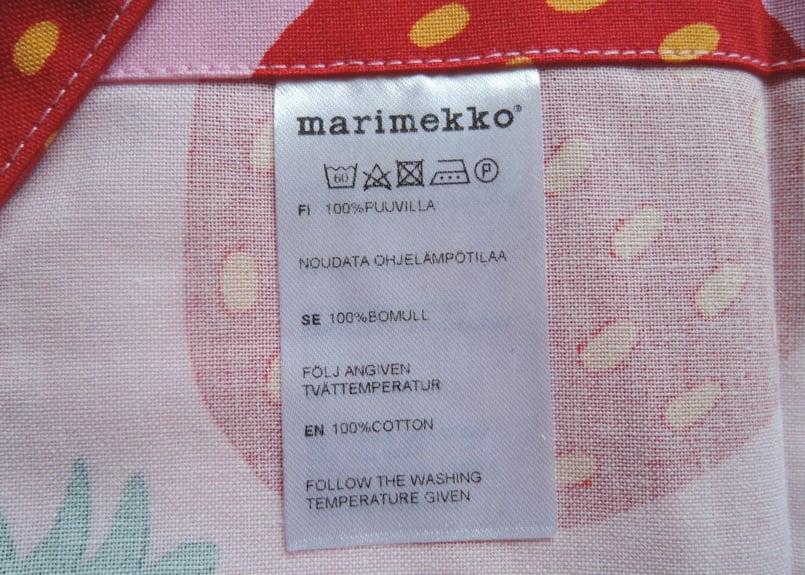 marimekko®
60 P
FI 100%PUUVILLA
NOUDATA OHJELÄMPÖTILAA
SE 100%BOMULL
FÖLJ ANGIVEN
TVÄTTEMPERATUR
EN 100%COTTON
FOLLOW THE WASHING
TEMPERATURE GIVEN